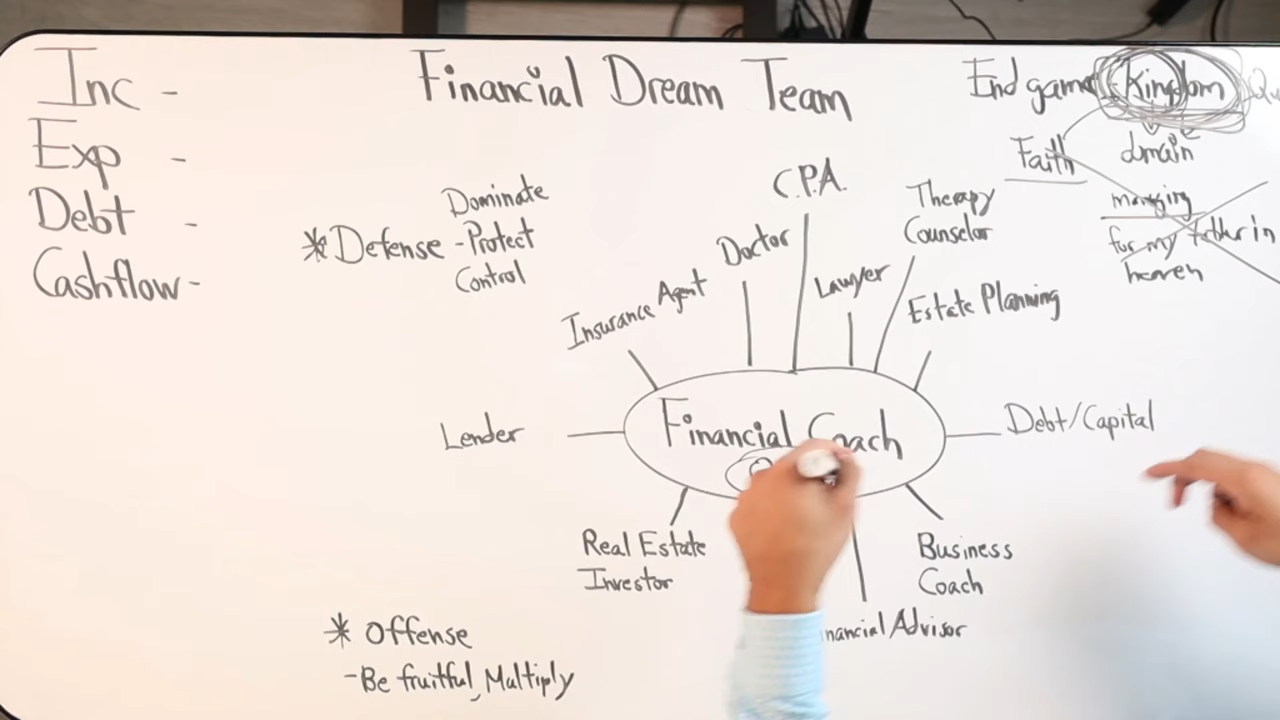 Inc -
Exp -
Debt -
Cashflow -
Financial Dream Team
End game Kingdom
Faith
domain
managing
for my father in
heaven
* Defense - Dominate
Protect
Control
Insurance Agent
Doctor
C.P.A.
Lawyer
Therapy
Counselor
Estate Planning
Lender
Financial Coach
Debt/Capital
Real Estate
Investor
Business
Coach
Advisor
* Offense
- Be fruitful, Multiply